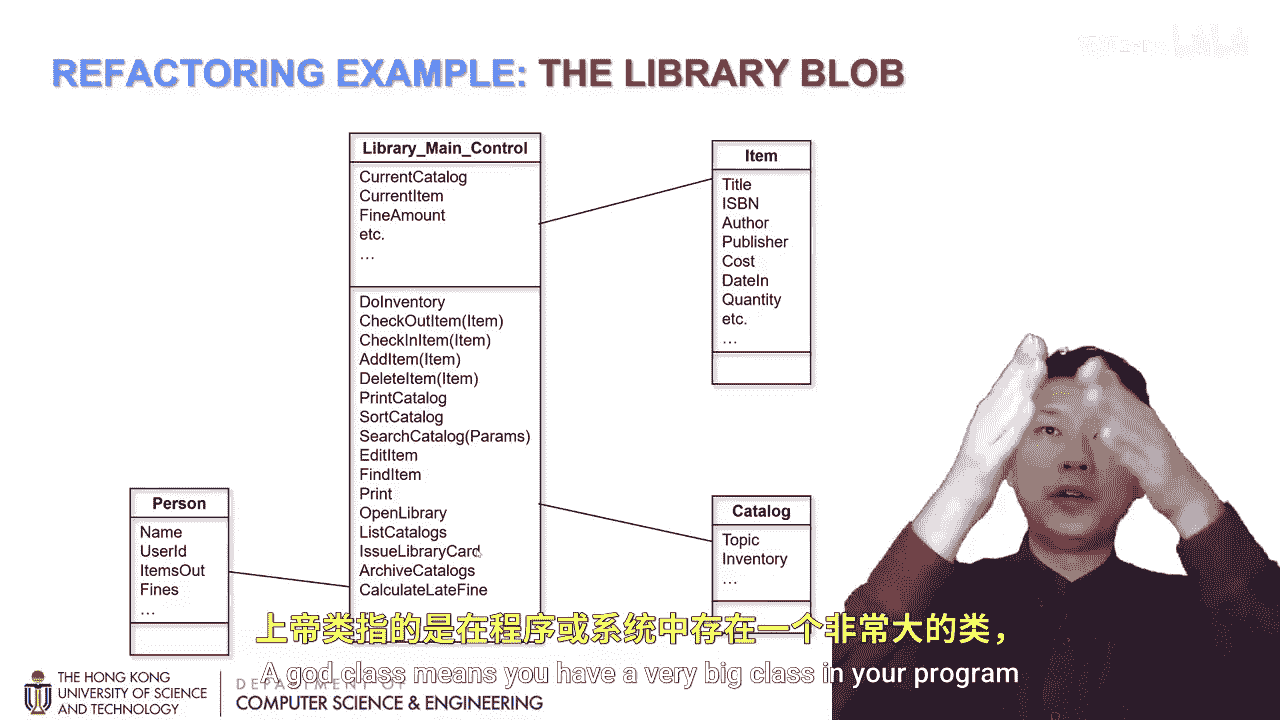 REFACTORING EXAMPLE: THE LIBRARY BLOB
Library_Main_Control
CurrentCatalog
CurrentItem
FineAmount
etc.
...
DoInventory
CheckOutItem(Item)
CheckInItem(Item)
AddItem(Item)
DeleteItem(Item)
PrintCatalog
SortCatalog
SearchCatalog(Params)
EditItem
FindItem
Print
OpenLibrary
ListCatalogs
IssueLibraryCard
ArchiveCatalogs
CalculateLateFine
Item
Title
ISBN
Author
Publisher
Cost
DateIn
Quantity
etc.
...
Person
Name
UserId
ItemsOut
Fines
...
Catalog
Topic
Inventory
...
上帝类指的是在程序或系统中存在一个非常大的类，
A god class means you have a very big class in your program
THE HONG KONG
UNIVERSITY OF SCIENCE
AND TECHNOLOGY
DEPARTMENT OF
COMPUTER SCIENCE & ENGINEERING